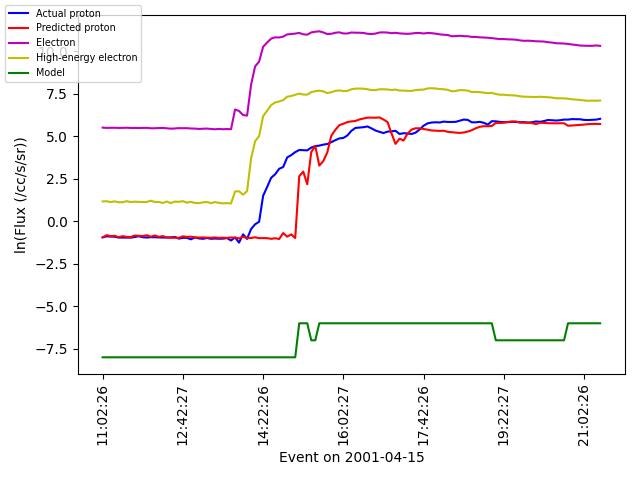 Actual proton
Predicted proton
Electron
High-energy electron
Model
10.0
7.5
5.0
2.5
0.0
−2.5
−5.0
−7.5
ln(Flux (/cc/s/sr))
11:02:26
12:42:27
14:22:26
16:02:27
17:42:26
19:22:27
21:02:26
Event on 2001-04-15